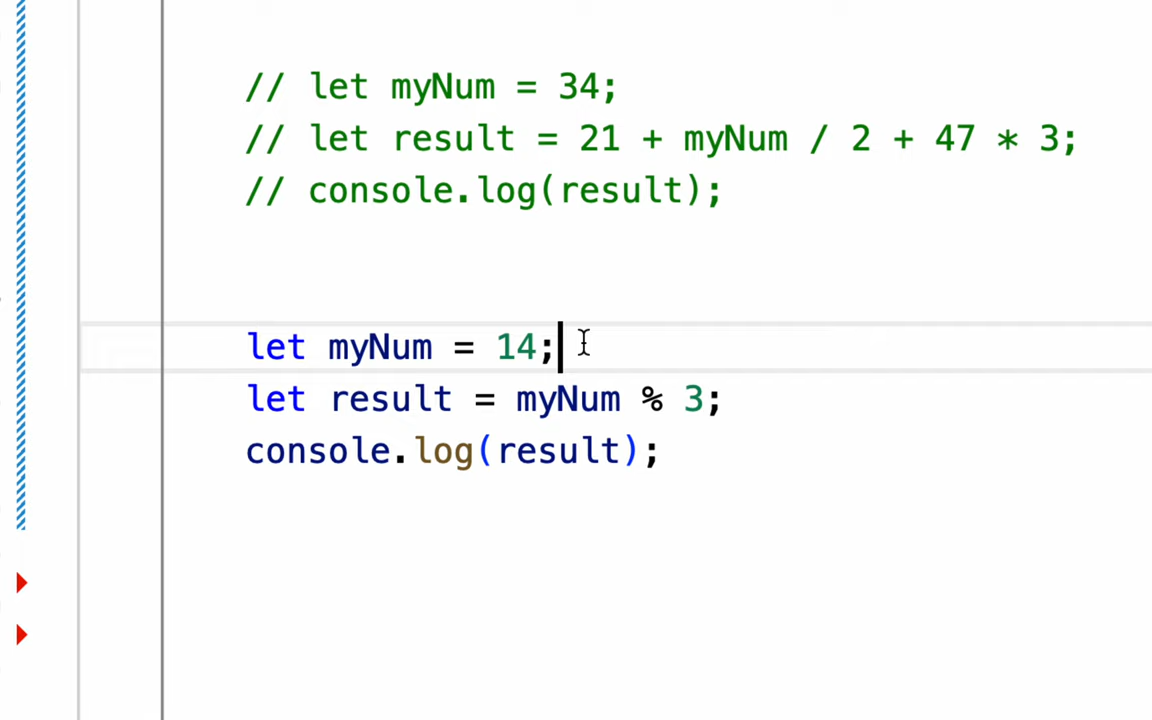 // let myNum = 34;
// let result = 21 + myNum / 2 + 47 * 3;
// console.log(result);
let myNum = 14;
let result = myNum % 3;
console.log(result);